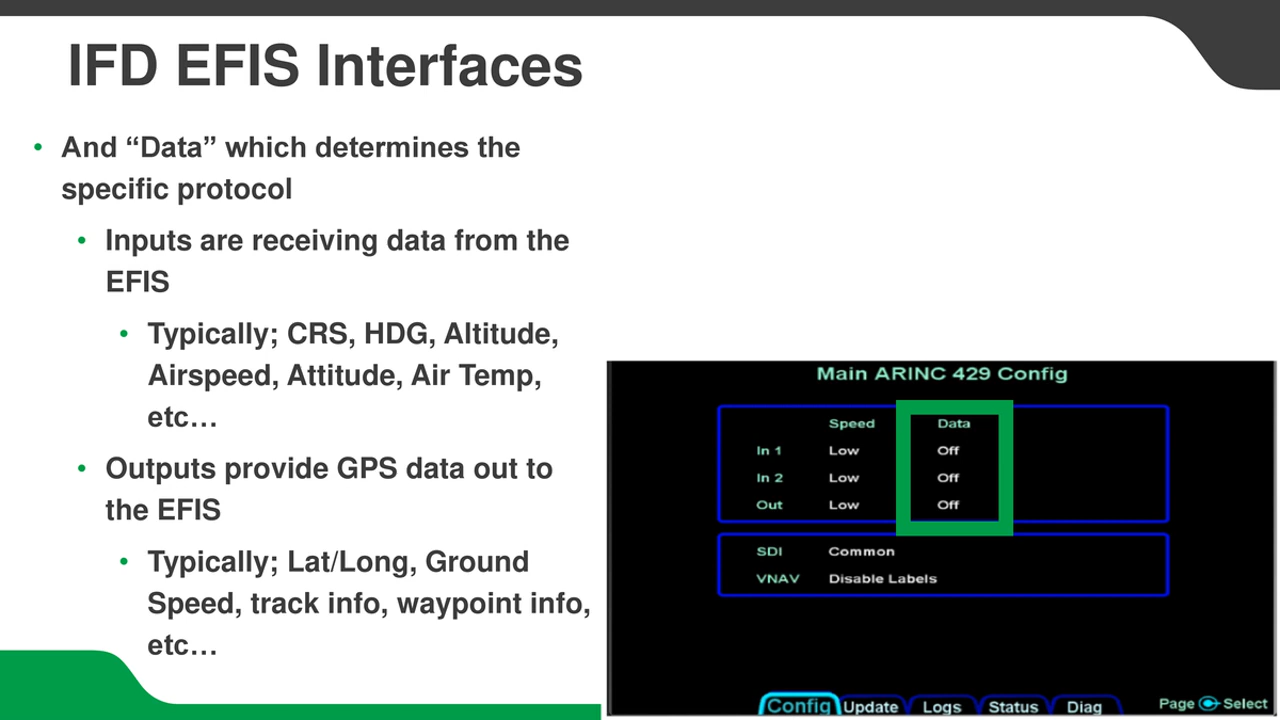 IFD EFIS Interfaces
• And “Data” which determines the
specific protocol
• Inputs are receiving data from the
EFIS
• Typically; CRS, HDG, Altitude,
Airspeed, Attitude, Air Temp,
etc…
• Outputs provide GPS data out to
the EFIS
• Typically; Lat/Long, Ground
Speed, track info, waypoint info,
etc…
Main ARINC 429 Config
Speed Data
In 1 Low Off
In 2 Low Off
Out Low Off
SDI Common
VNAV Disable Labels
Config Update Logs Status Diag Page Select